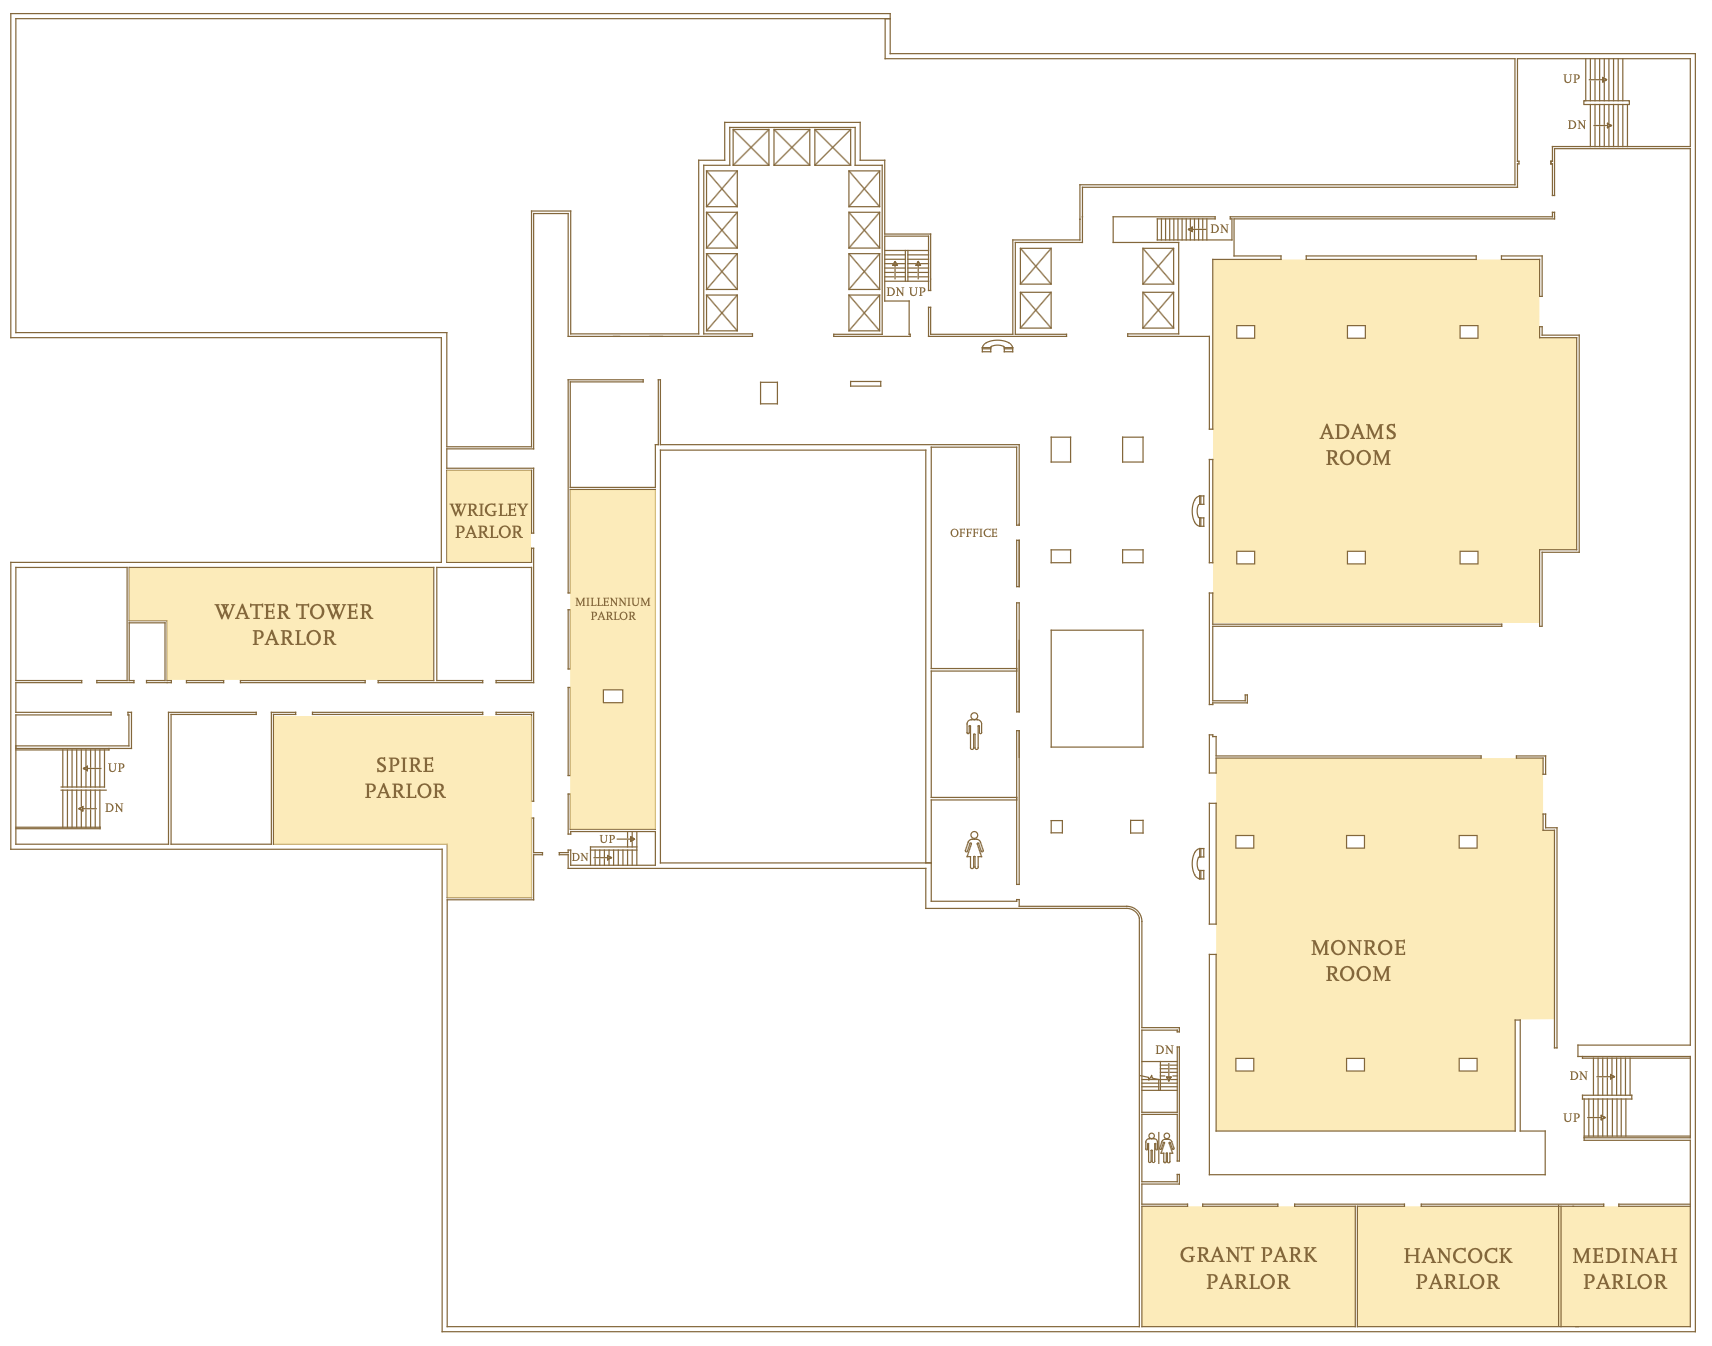 UP
DN
DN
DN UP
ADAMS
ROOM
WRIGLEY
PARLOR
OFFFICE
MILLENNIUM
PARLOR
WATER TOWER
PARLOR
SPIRE
PARLOR
UP
DN
UP
DN
MONROE
ROOM
DN
DN
UP
GRANT PARK
PARLOR
HANCOCK
PARLOR
MEDINAH
PARLOR